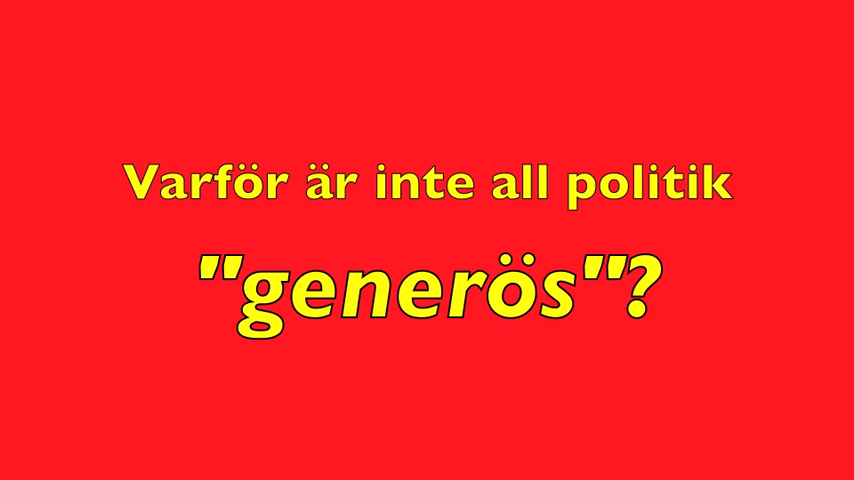 Varför är inte all politik
"generös"?